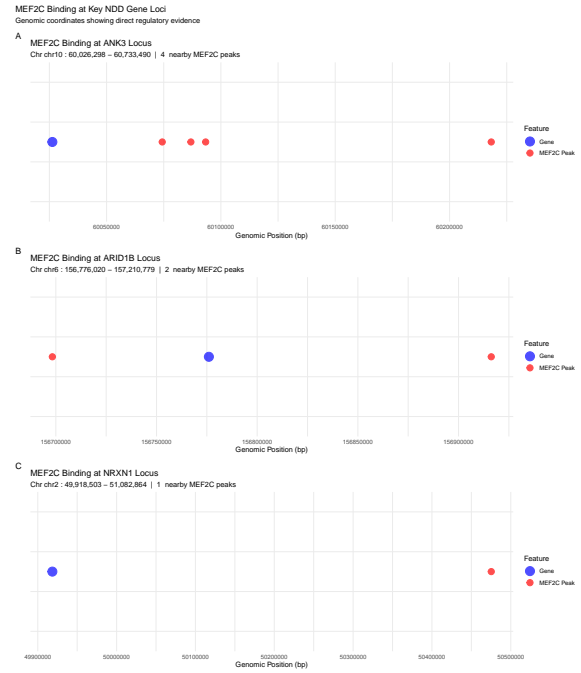 MEF2C Binding at Key NDD Gene Loci
Genomic coordinates showing direct regulatory evidence
A
MEF2C Binding at ANK3 Locus
Chr chr10 : 60,026,298 – 60,733,490 | 4 nearby MEF2C peaks
Feature
Gene
MEF2C Peak
60050000 60100000 60150000 60200000
Genomic Position (bp)
B
MEF2C Binding at ARID1B Locus
Chr chr6 : 156,776,020 – 157,210,779 | 2 nearby MEF2C peaks
Feature
Gene
MEF2C Peak
156700000 156750000 156800000 156850000 156900000
Genomic Position (bp)
C
MEF2C Binding at NRXN1 Locus
Chr chr2 : 49,918,503 – 51,082,864 | 1 nearby MEF2C peaks
Feature
Gene
MEF2C Peak
49900000 50000000 50100000 50200000 50300000 50400000 50500000
Genomic Position (bp)